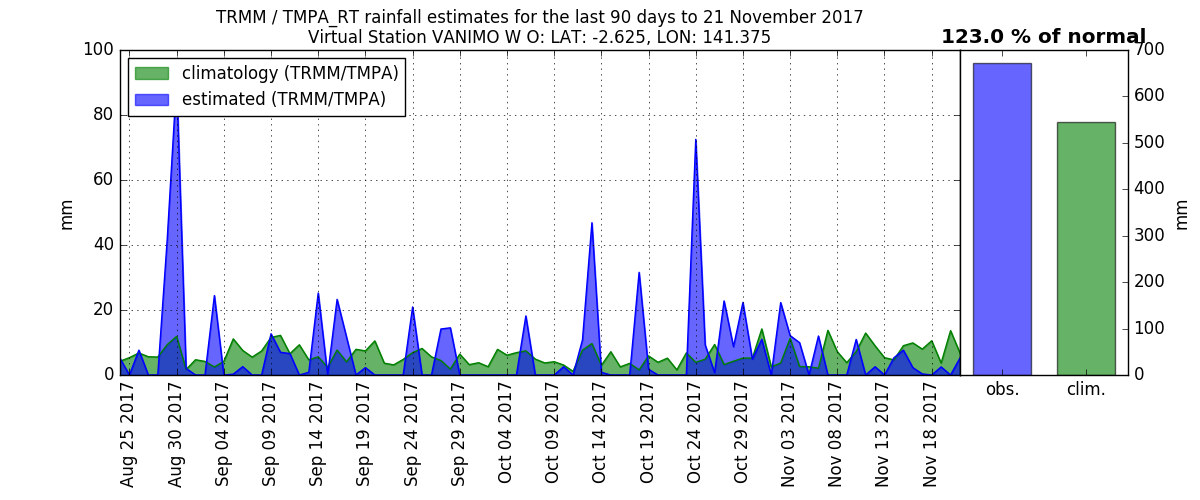 TRMM / TMPA_RT rainfall estimates for the last 90 days to 21 November 2017
Virtual Station VANIMO W O: LAT: -2.625, LON: 141.375
123.0 % of normal
climatology (TRMM/TMPA)
estimated (TRMM/TMPA)
mm
100
80
60
40
20
0
Aug 25 2017
Aug 30 2017
Sep 04 2017
Sep 09 2017
Sep 14 2017
Sep 19 2017
Sep 24 2017
Sep 29 2017
Oct 04 2017
Oct 09 2017
Oct 14 2017
Oct 19 2017
Oct 24 2017
Oct 29 2017
Nov 03 2017
Nov 08 2017
Nov 13 2017
Nov 18 2017
700
600
500
400
300
200
100
0
mm
obs.
clim.